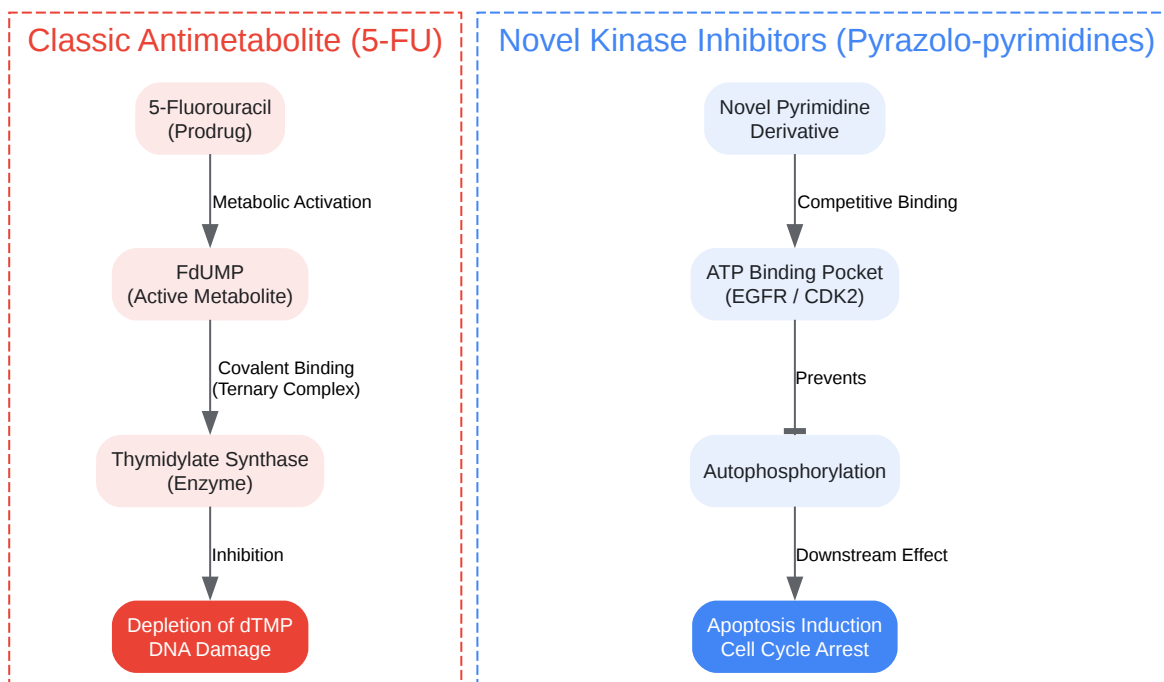 Classic Antimetabolite (5-FU)
5-Fluorouracil
(Prodrug)
Metabolic Activation
FdUMP
(Active Metabolite)
Covalent Binding
(Ternary Complex)
Thymidylate Synthase
(Enzyme)
Inhibition
Depletion of dTMP
DNA Damage
Novel Kinase Inhibitors (Pyrazolo-pyrimidines)
Novel Pyrimidine
Derivative
Competitive Binding
ATP Binding Pocket
(EGFR / CDK2)
Prevents
Autophosphorylation
Downstream Effect
Apoptosis Induction
Cell Cycle Arrest